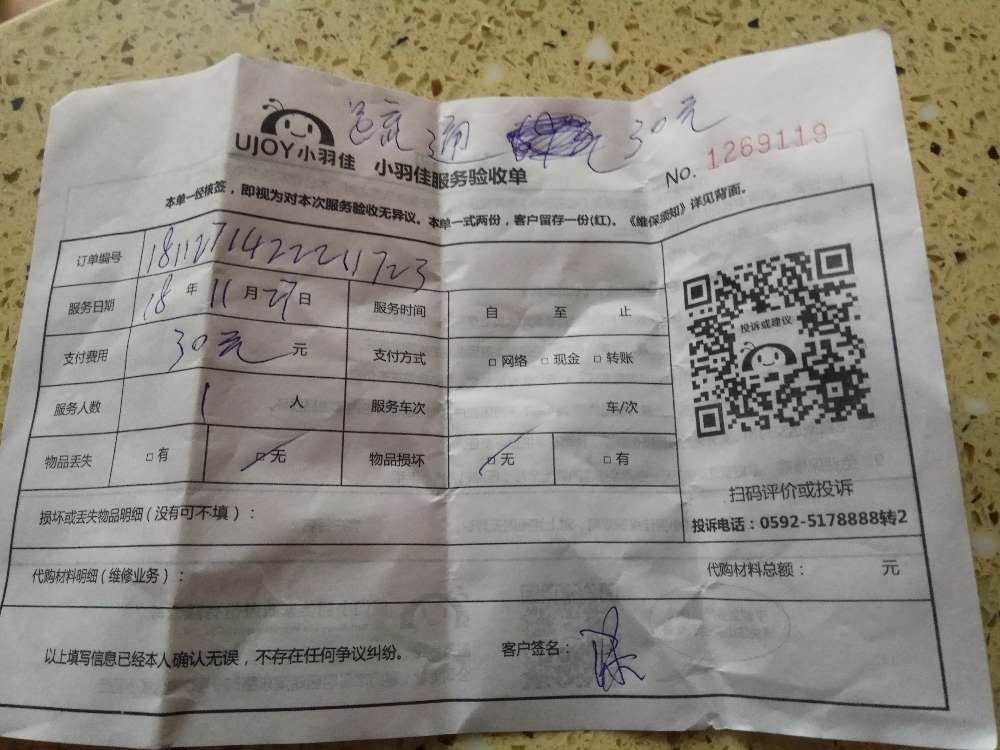 通 30元
UJOY小羽佳 小羽佳服务验收单
No. 1269119
本单一经核签，即视为对本次服务验收无异议。本单一式两份，客户留存一份(红)。《维保须知》详见背面。
订单编号 181127142221723
服务日期 18 年 11 月 27 日 服务时间 自 至 止
支付费用 30元 元 支付方式 □ 网络 □ 现金 □ 转账
服务人数 1 人 服务车次 车/次
物品丢失 □ 有 □ 无 物品损坏 □ 无 □ 有
投诉或建议
扫码评价或投诉
投诉电话：0592-5178888转2
损坏或丢失物品明细（没有可不填）：
代购材料明细（维修业务）： 代购材料总额： 元
以上填写信息已经本人确认无误，不存在任何争议纠纷。 客户签名：